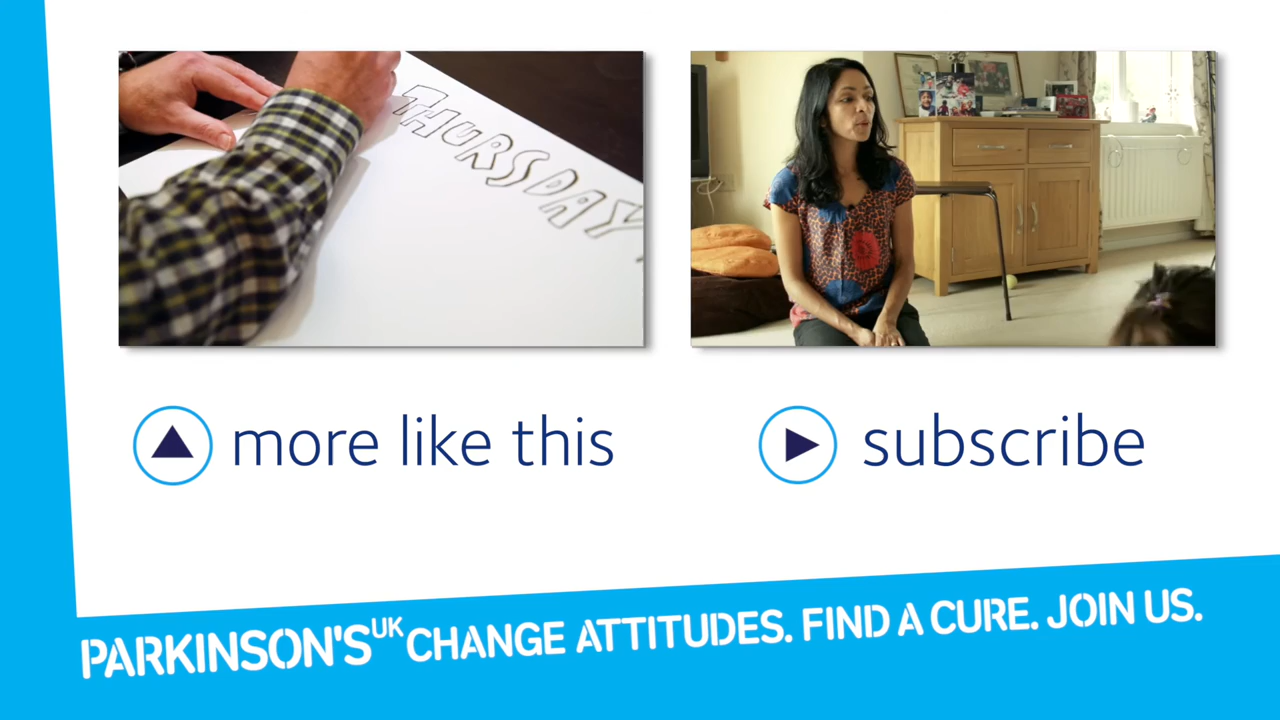 THURSDAY
more like this
subscribe
PARKINSON'S UK CHANGE ATTITUDES. FIND A CURE. JOIN US.